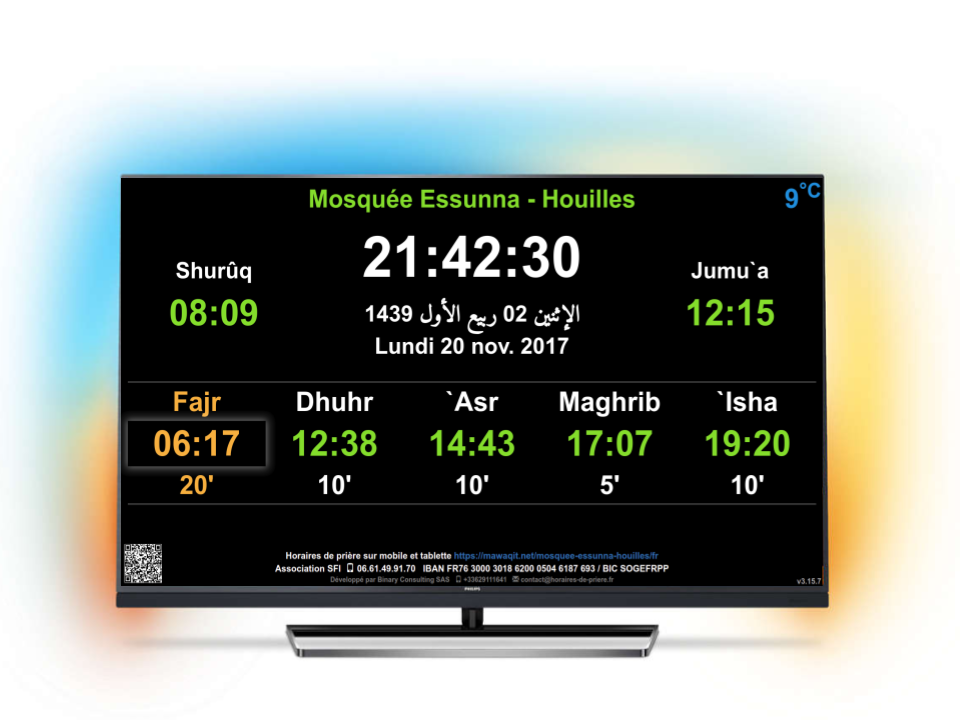 Mosquée Essunna - Houilles
9°C
21:42:30
Shurûq
08:09
Jumu`a
12:15
الإثنين 02 ربيع الأول 1439
Lundi 20 nov. 2017
Fajr Dhuhr `Asr Maghrib `Isha
06:17 12:38 14:43 17:07 19:20
20' 10' 10' 5' 10'
Horaires de prière sur mobile et tablette https://mawaqit.net/mosquee-essunna-houilles/fr
Association SFI 06.61.49.91.70 IBAN FR76 3000 3018 6200 0504 6187 693 / BIC SOGEFRPP
Développé par Binary Consulting SAS +33629111641 contact@horaires-de-priere.fr
v3.15.7
PHILIPS